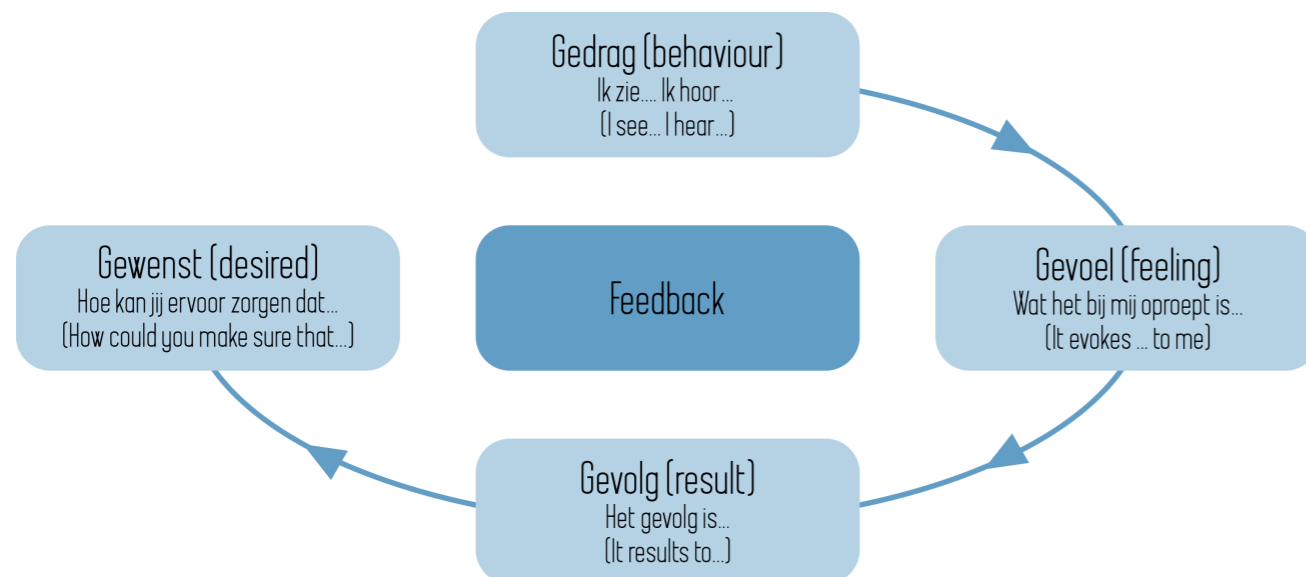 Gedrag (behaviour)
Ik zie.... Ik hoor...
(I see... I hear...)
Gewenst (desired)
Hoe kan jij ervoor zorgen dat...
(How could you make sure that...)
Feedback
Gevoel (feeling)
Wat het bij mij oproept is...
(It evokes ... to me)
Gevolg (result)
Het gevolg is...
(It results to...)